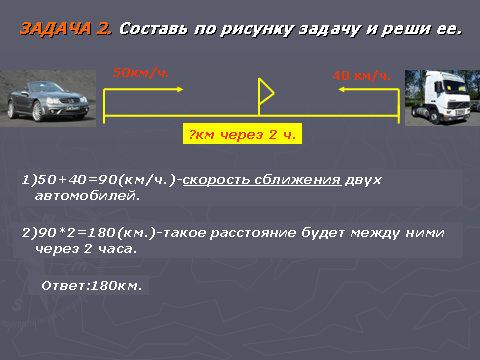 ЗАДАЧА 2. Составь по рисунку задачу и реши ее.
50км/ч.
40 км/ч.
?км через 2 ч.
1)50+40=90(км/ч.)-скорость сближения двух
автомобилей.
2)90*2=180(км.)-такое расстояние будет между ними
через 2 часа.
Ответ:180км.